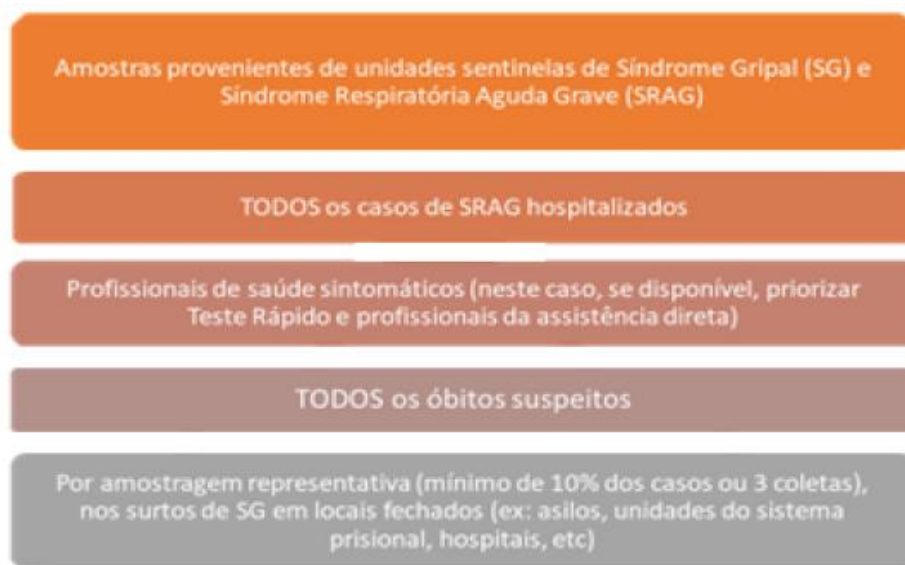 Amostras provenientes de unidades sentinelas de Síndrome Gripal (SG) e
Síndrome Respiratória Aguda Grave (SRAG)
TODOS os casos de SRAG hospitalizados
Profissionais de saúde sintomáticos (neste caso, se disponível, priorizar
Teste Rápido e profissionais da assistência direta)
TODOS os óbitos suspeitos
Por amostragem representativa (mínimo de 10% dos casos ou 3 coletas),
nos surtos de SG em locais fechados (ex: asilos, unidades do sistema
prisional, hospitais, etc)